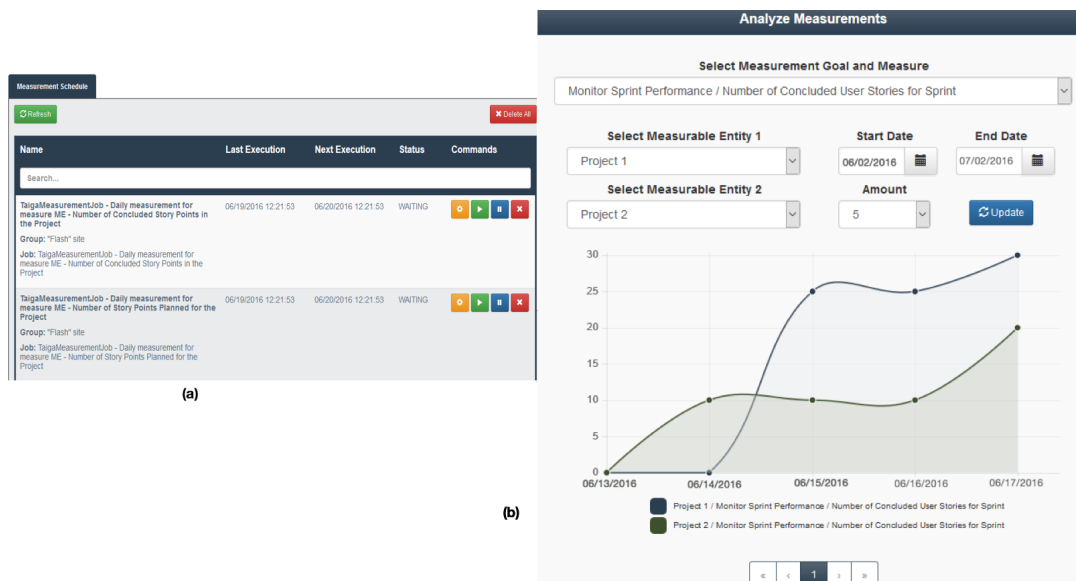 Measurement Schedule
Refresh
Delete All
Name Last Execution Next Execution Status Commands
Search...
TaigaMeasurementJob - Daily measurement for
measure ME - Number of Concluded Story Points in
the Project
06/19/2016 12:21:53 06/20/2016 12:21:53 WAITING
Group: "Flash" site
Job: TaigaMeasurementJob - Daily measurement for
measure ME - Number of Concluded Story Points in the
Project
TaigaMeasurementJob - Daily measurement for
measure ME - Number of Story Points Planned for the
Project
06/19/2016 12:21:53 06/20/2016 12:21:53 WAITING
Group: "Flash" site
Job: TaigaMeasurementJob - Daily measurement for
measure ME - Number of Story Points Planned for the
Project
(a)
Analyze Measurements
Select Measurement Goal and Measure
Monitor Sprint Performance / Number of Concluded User Stories for Sprint
Select Measurable Entity 1 Start Date End Date
Project 1 06/02/2016 07/02/2016
Select Measurable Entity 2 Amount
Project 2 5 Update
30
25
20
15
10
5
0
06/13/2016 06/14/2016 06/15/2016 06/16/2016 06/17/2016
Project 1 / Monitor Sprint Performance / Number of Concluded User Stories for Sprint
Project 2 / Monitor Sprint Performance / Number of Concluded User Stories for Sprint
(b)
« ‹ 1 › »